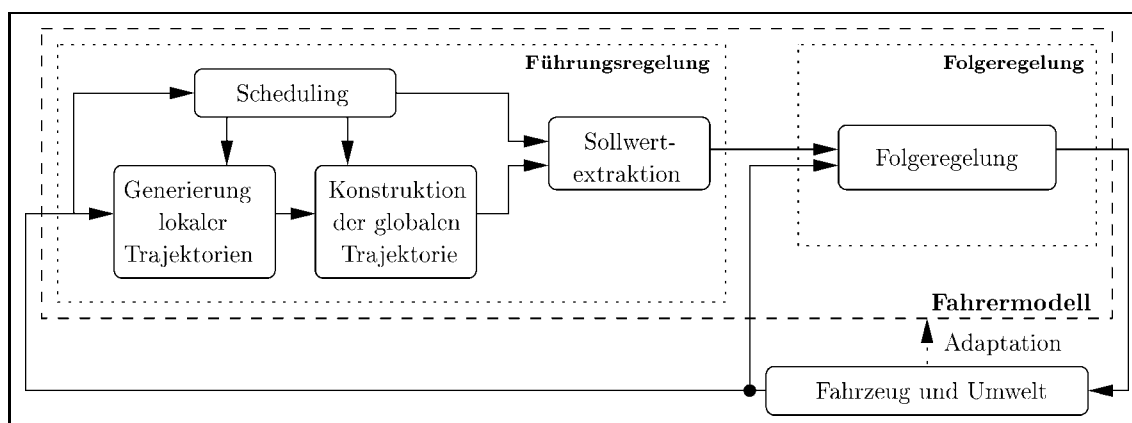 Führungsregelung
Folgeregelung
Scheduling
Sollwert-
extraktion
Folgeregelung
Generierung
lokaler
Trajektorien
Konstruktion
der globalen
Trajektorie
Fahrermodell
Adaptation
Fahrzeug und Umwelt